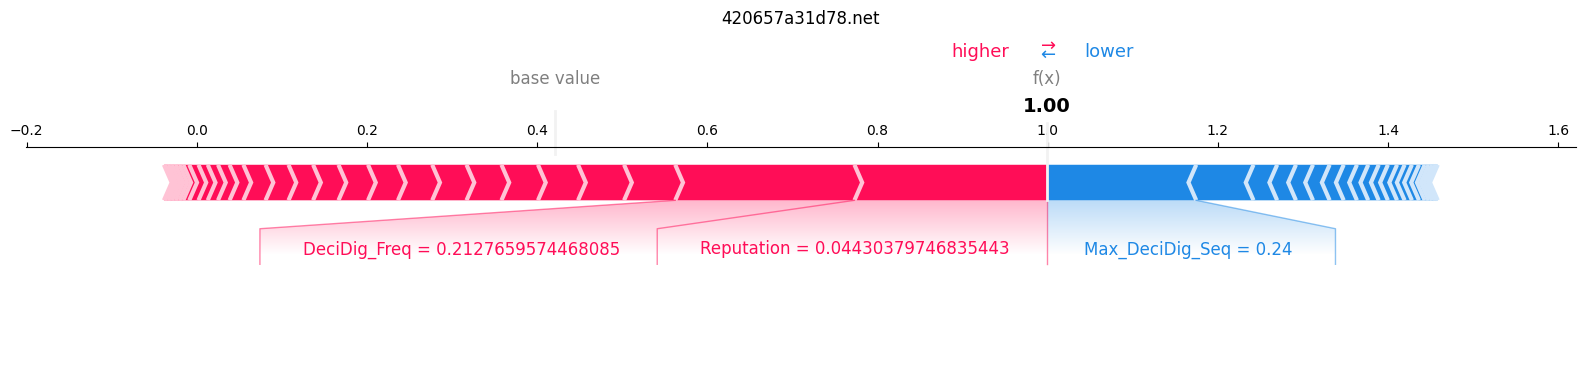 420657a31d78.net
higher ⇄ lower
base value f(x)
1.00
−0.2 0.0 0.2 0.4 0.6 0.8 1.0 1.2 1.4 1.6
DeciDig_Freq = 0.2127659574468085 Reputation = 0.04430379746835443 Max_DeciDig_Seq = 0.24